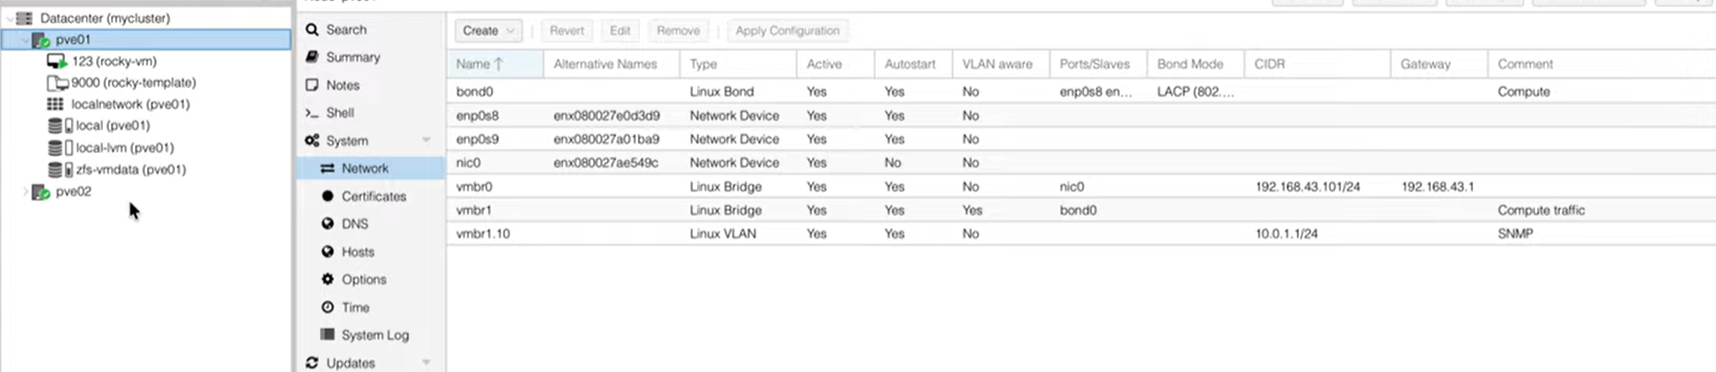 Datacenter (mycluster)
pve01
123 (rocky-vm)
9000 (rocky-template)
localnetwork (pve01)
local (pve01)
local-lvm (pve01)
zfs-vmdata (pve01)
pve02
Search
Summary
Notes
Shell
System
Network
Certificates
DNS
Hosts
Options
Time
System Log
Updates
Create Revert Edit Remove Apply Configuration
Name Alternative Names Type Active Autostart VLAN aware Ports/Slaves Bond Mode CIDR Gateway Comment
bond0 Linux Bond Yes Yes No enp0s8 en... LACP (802.... Compute
enp0s8 enx080027e0d3d9 Network Device Yes Yes No
enp0s9 enx080027a01ba9 Network Device Yes Yes No
nic0 enx080027ae549c Network Device Yes No No
vmbr0 Linux Bridge Yes Yes No nic0 192.168.43.101/24 192.168.43.1
vmbr1 Linux Bridge Yes Yes Yes bond0 Compute traffic
vmbr1.10 Linux VLAN Yes Yes No 10.0.1.1/24 SNMP